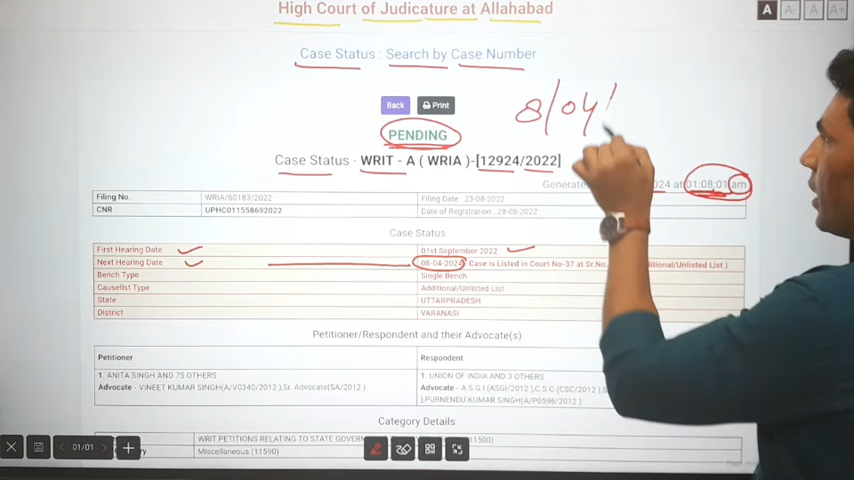 High Court of Judicature at Allahabad
A A- A A+
Case Status : Search by Case Number
Back Print
8/04/
PENDING
Case Status - WRIT - A ( WRIA )-[12924/2022]
024 at 01:08:01 am
Filing No. WRIA/60183/2022 Filing Date : 23-08-2022
CNR UPHC011558692022 Date of Registration : 28-08-2022
Case Status
First Hearing Date 01st September 2022
Next Hearing Date 08-04-2024 Case is Listed in Court No-37 at Sr.No. ditional/Unlisted List )
Bench Type Single Bench
Causelist Type Additional/Unlisted List
State UTTARPRADESH
District VARANASI
Petitioner/Respondent and their Advocate(s)
Petitioner Respondent
1. ANITA SINGH AND 75 OTHERS 1. UNION OF INDIA AND 3 OTHERS
Advocate - VINEET KUMAR SINGH(A/V0340/2012 ),Sr. Advocate(SA/2012 ) Advocate - A.S.G.I.(ASGI/2012 ),C.S.C.(CSC/2012 ),S
),PURNENDU KUMAR SINGH(A/P0596/2012 )
Category Details
WRIT PETITIONS RELATING TO STATE GOVERN 11500)
Miscellaneous (11590)
01/01